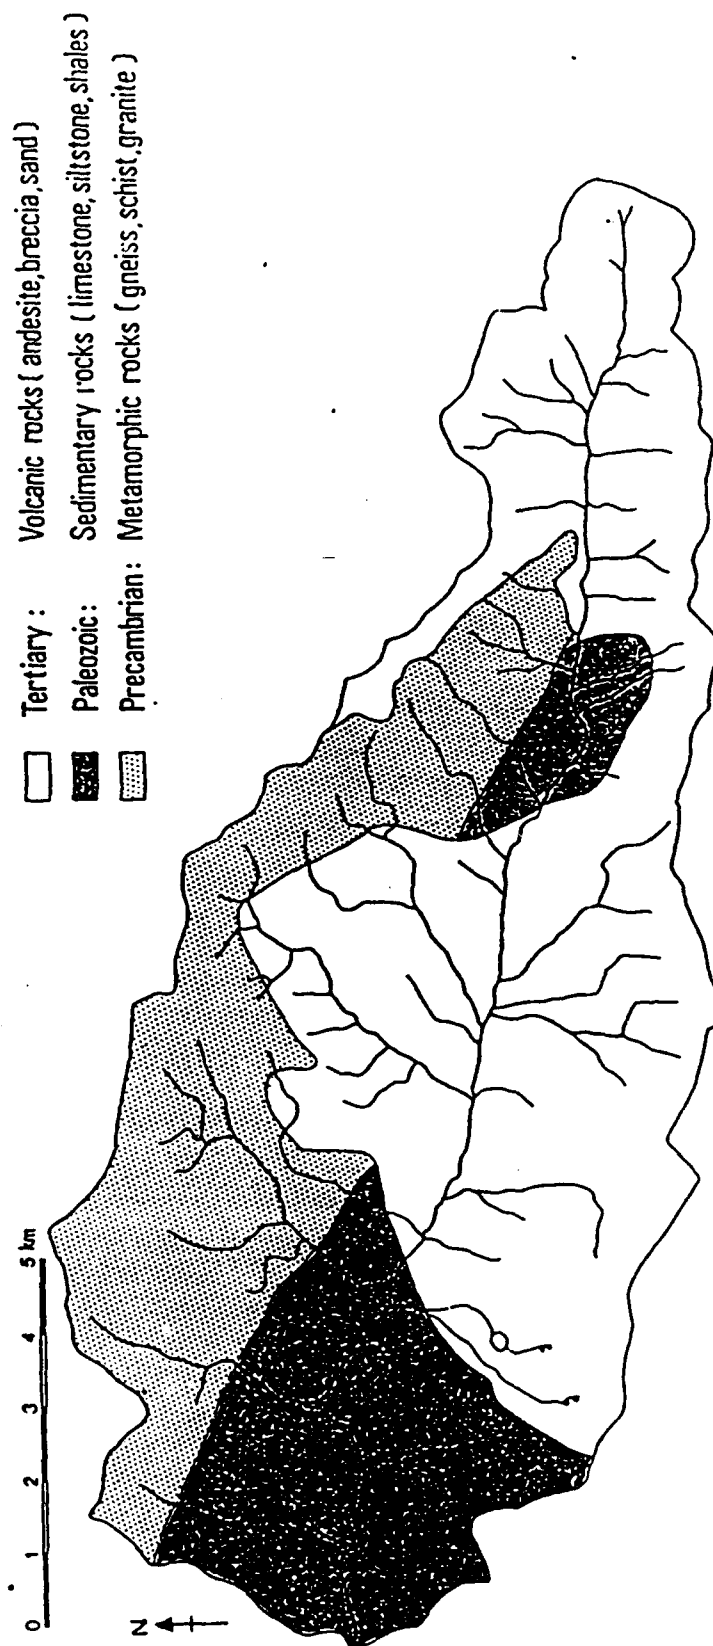 Tertiary : Volcanic rocks ( andesite, breccia, sand )
Paleozoic : Sedimentary rocks ( limestone, siltstone, shales )
Precambrian : Metamorphic rocks ( gneiss, schist, granite )
0 1 2 3 4 5 km
N